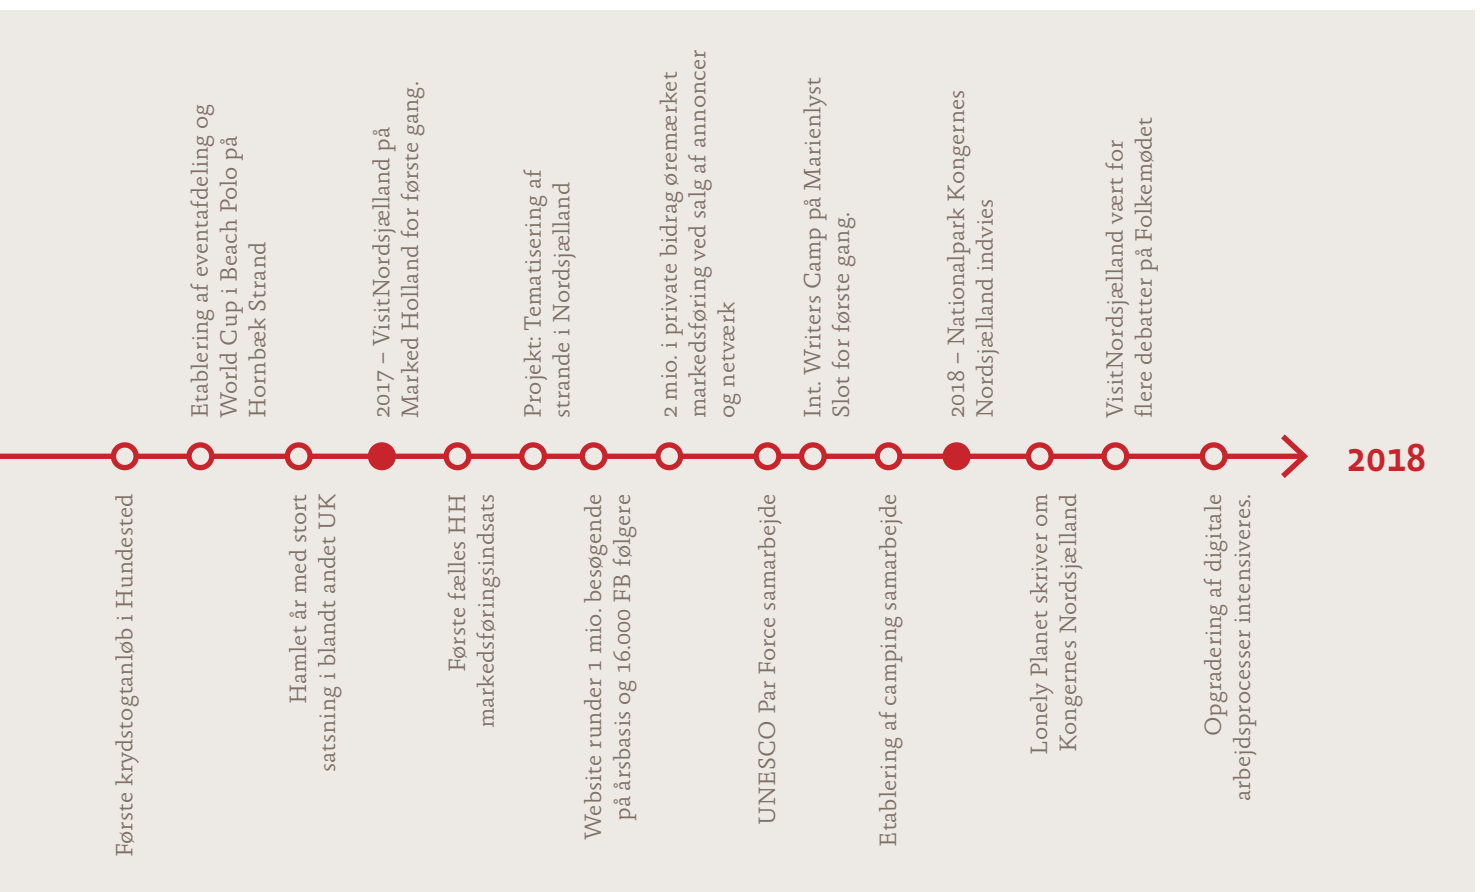 Første krydstogtanløb i Hundested
Etablering af eventafdeling og
World Cup i Beach Polo på
Hornbæk Strand
Hamlet år med stort
satsning i blandt andet UK
2017 – VisitNordsjælland på
Marked Holland for første gang.
Første fælles HH
markedsføringsindsats
Projekt: Tematisering af
strande i Nordsjælland
Website runder 1 mio. besøgende
på årsbasis og 16.000 FB følgere
2 mio. i private bidrag øremærket
markedsføring ved salg af annoncer
og netværk
UNESCO Par Force samarbejde
Int. Writers Camp på Marienlyst
Slot for første gang.
Etablering af camping samarbejde
2018 – Nationalpark Kongernes
Nordsjælland indvies
Lonely Planet skriver om
Kongernes Nordsjælland
VisitNordsjælland vært for
flere debatter på Folkemødet
Opgradering af digitale
arbejdsprocesser intensiveres.
2018